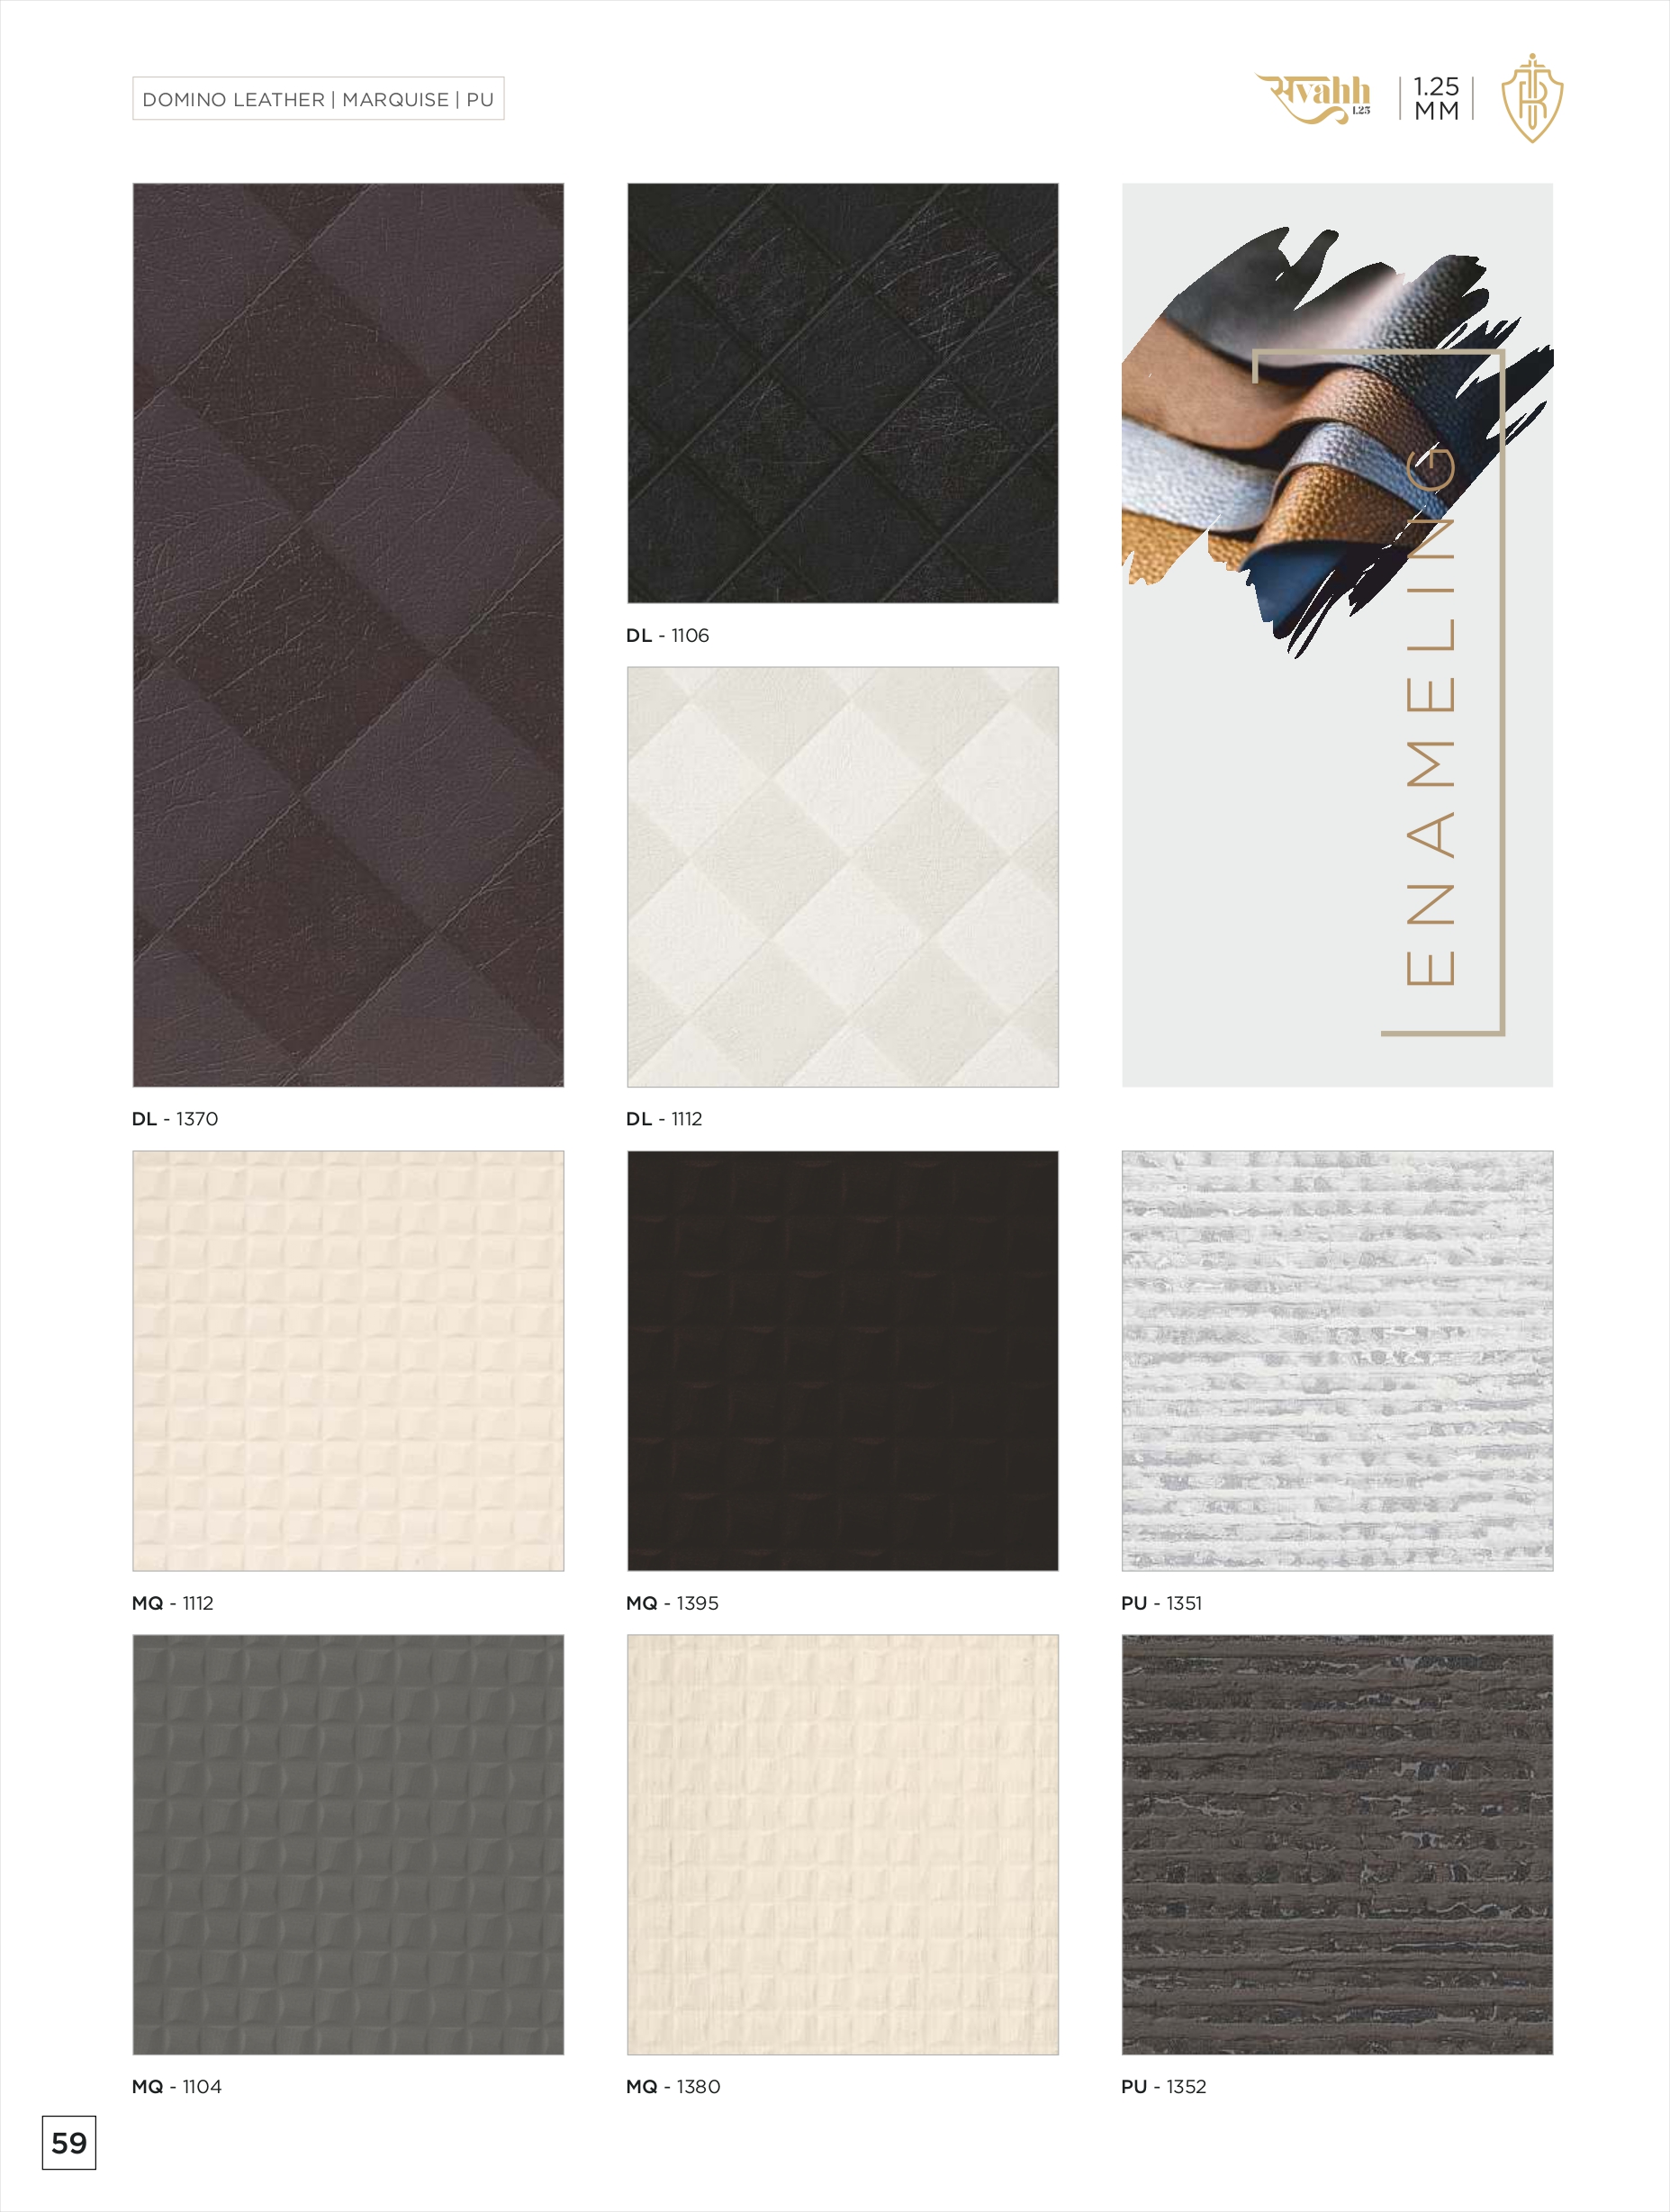 DOMINO LEATHER | MARQUISE | PU
सvahh
1.25
1.25
MM
DL - 1370
DL - 1106
DL - 1112
ENAMELING
MQ - 1112
MQ - 1395
PU - 1351
MQ - 1104
MQ - 1380
PU - 1352
59